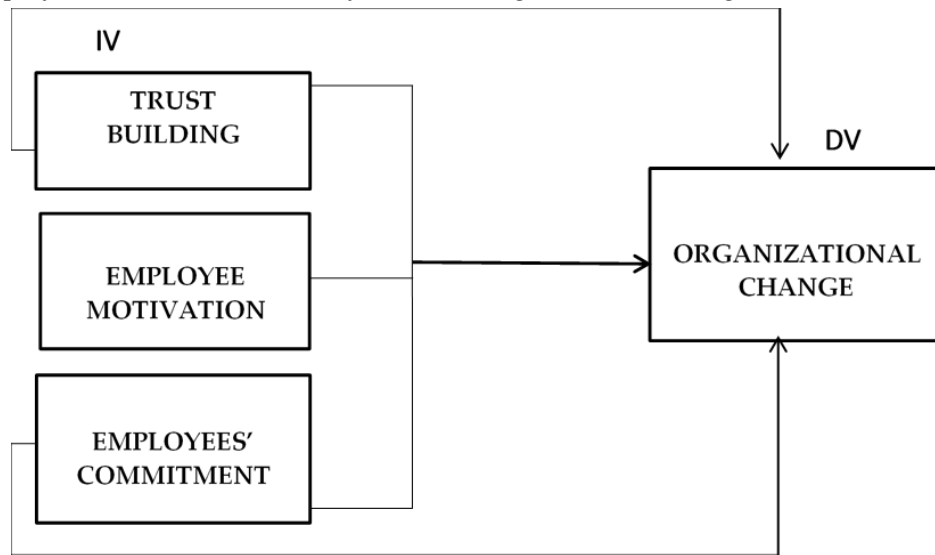 IV
TRUST
BUILDING
DV
ORGANIZATIONAL
CHANGE
EMPLOYEE
MOTIVATION
EMPLOYEES’
COMMITMENT